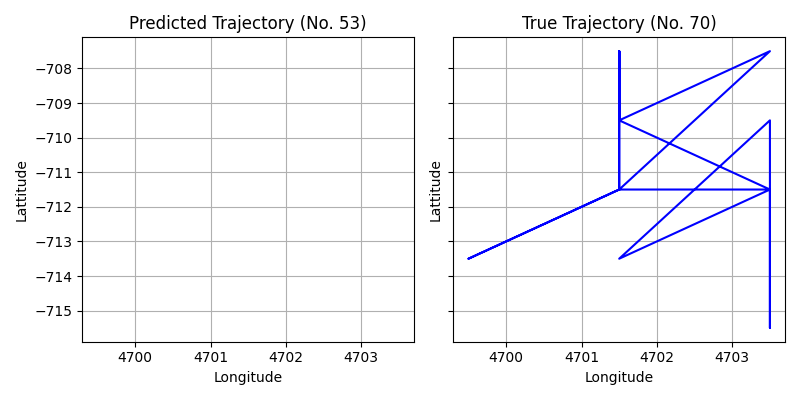 Predicted Trajectory (No. 53)
True Trajectory (No. 70)
Lattitude
−708
−709
−710
−711
−712
−713
−714
−715
4700 4701 4702 4703
Longitude
Lattitude
4700 4701 4702 4703
Longitude